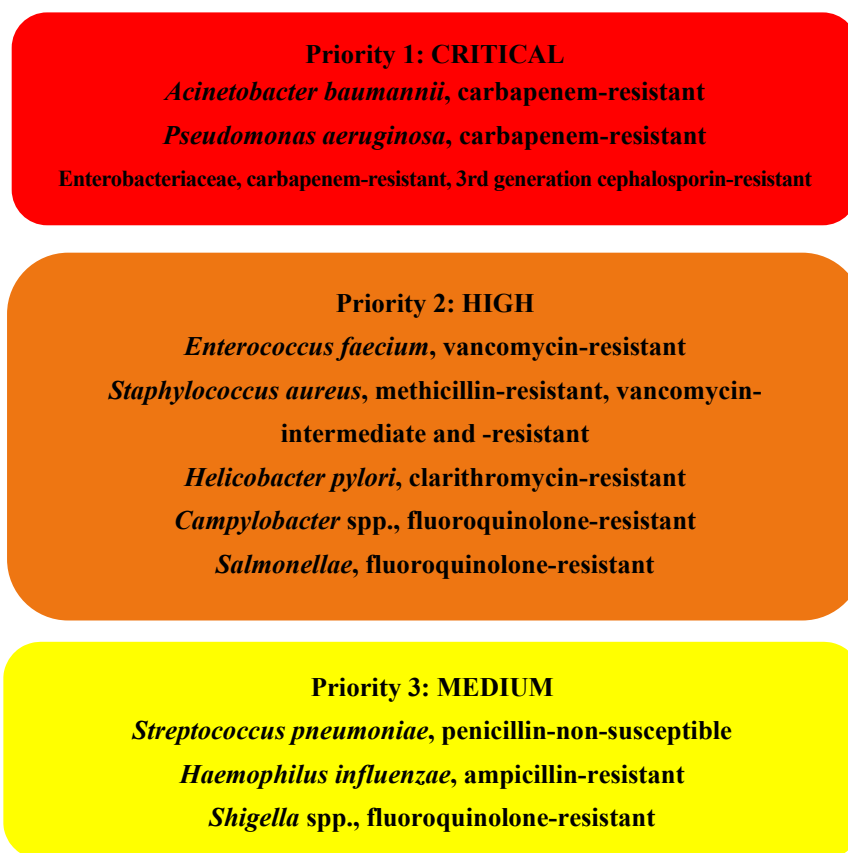 Priority 1: CRITICAL
Acinetobacter baumannii, carbapenem-resistant
Pseudomonas aeruginosa, carbapenem-resistant
Enterobacteriaceae, carbapenem-resistant, 3rd generation cephalosporin-resistant
Priority 2: HIGH
Enterococcus faecium, vancomycin-resistant
Staphylococcus aureus, methicillin-resistant, vancomycin-
intermediate and -resistant
Helicobacter pylori, clarithromycin-resistant
Campylobacter spp., fluoroquinolone-resistant
Salmonellae, fluoroquinolone-resistant
Priority 3: MEDIUM
Streptococcus pneumoniae, penicillin-non-susceptible
Haemophilus influenzae, ampicillin-resistant
Shigella spp., fluoroquinolone-resistant